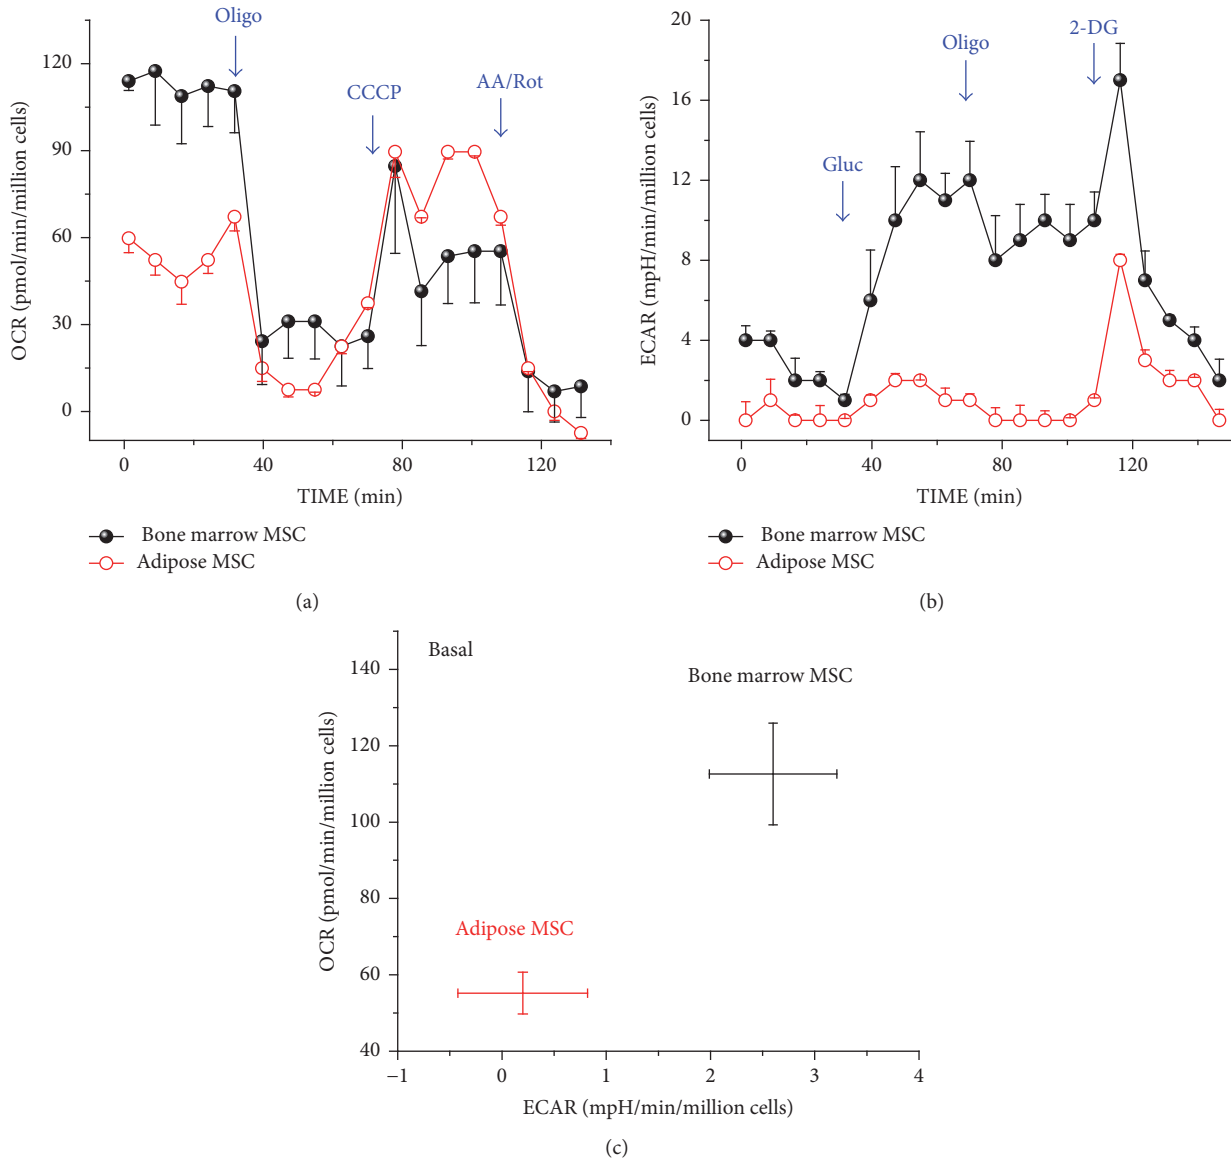 Oligo
CCCP
AA/Rot
120
90
60
30
0
OCR (pmol/min/million cells)
0 40 80 120
TIME (min)
Bone marrow MSC
Adipose MSC
(a)
Gluc
Oligo
2-DG
20
16
12
8
4
0
ECAR (mpH/min/million cells)
0 40 80 120
TIME (min)
Bone marrow MSC
Adipose MSC
(b)
Basal
Bone marrow MSC
Adipose MSC
140
120
100
80
60
40
OCR (pmol/min/million cells)
−1 0 1 2 3 4
ECAR (mpH/min/million cells)
(c)